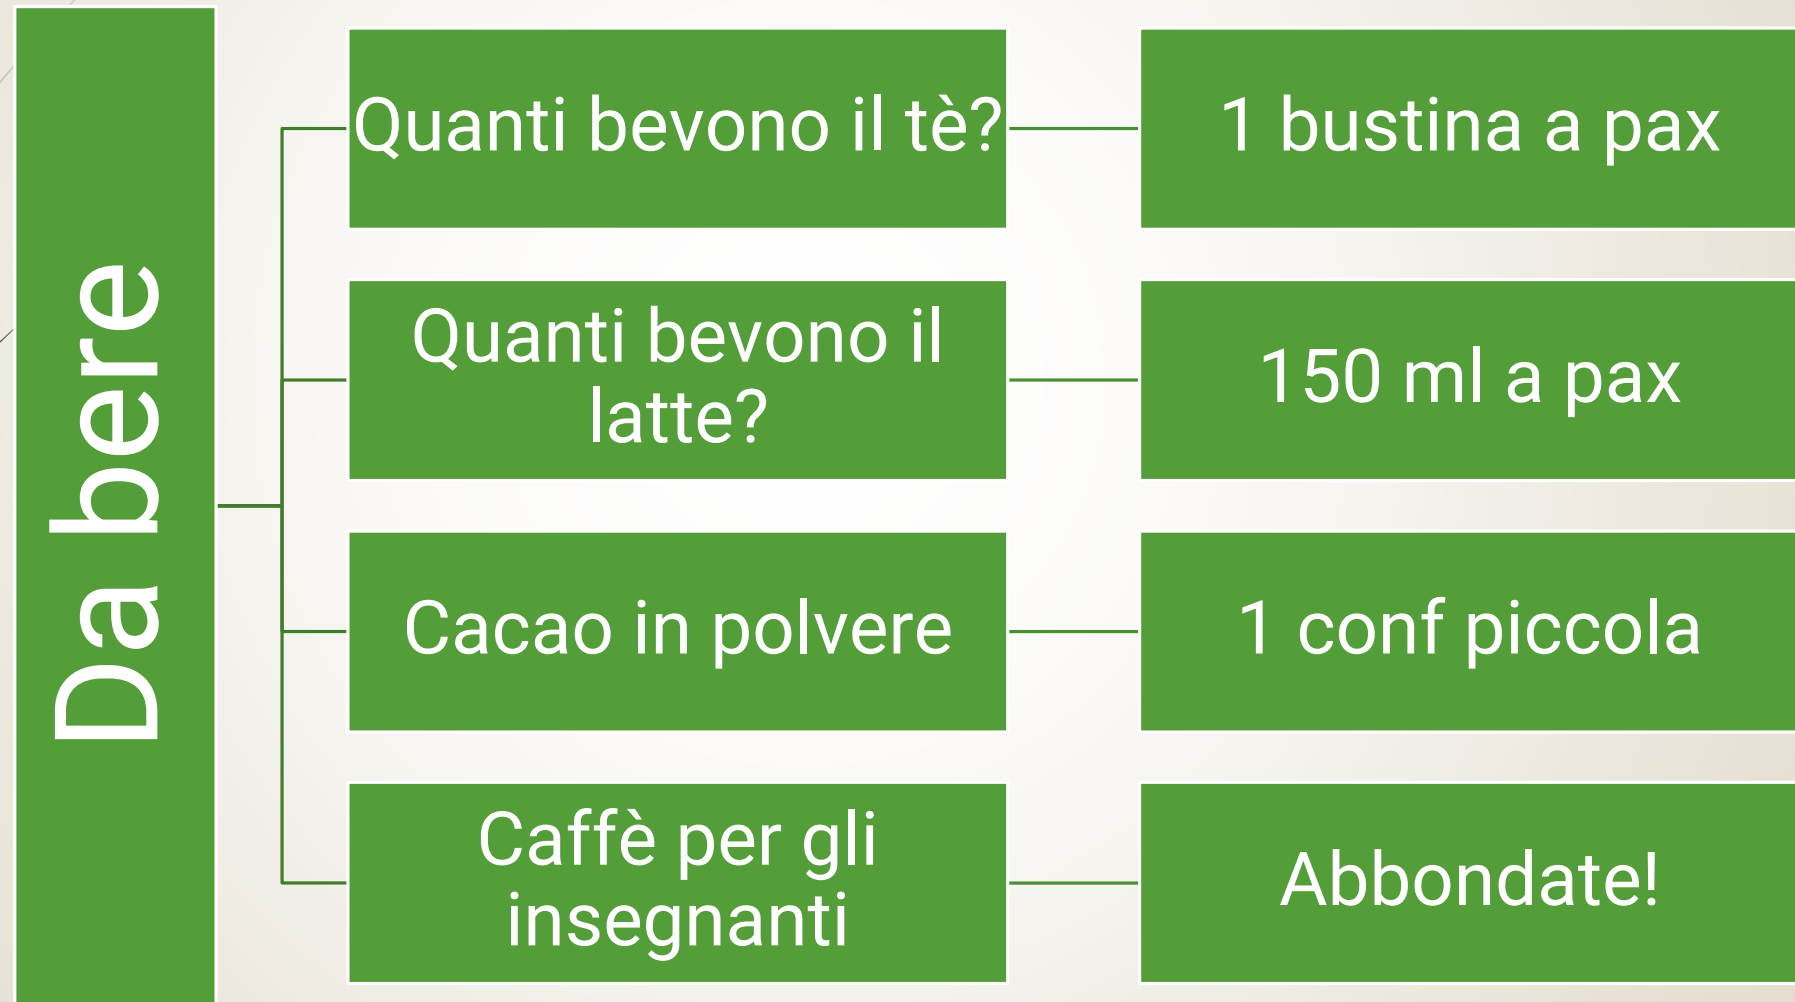 Da bere
Quanti bevono il tè?
1 bustina a pax
Quanti bevono il
latte?
150 ml a pax
Cacao in polvere
1 conf piccola
Caffè per gli
insegnanti
Abbondate!